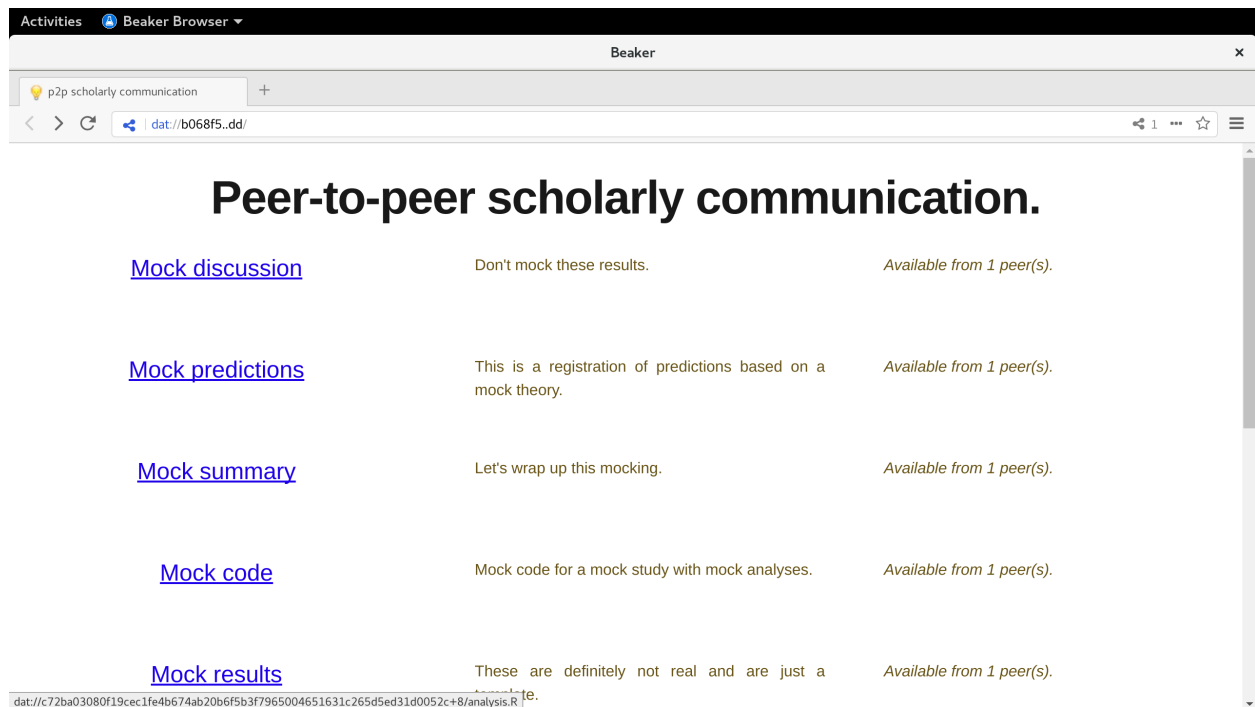 Activities Beaker Browser
Beaker
p2p scholarly communication
dat://b068f5..dd/ 1
Peer-to-peer scholarly communication.
Mock discussion Don't mock these results. Available from 1 peer(s).
Mock predictions This is a registration of predictions based on a Available from 1 peer(s).
mock theory.
Mock summary Let's wrap up this mocking. Available from 1 peer(s).
Mock code Mock code for a mock study with mock analyses. Available from 1 peer(s).
Mock results These are definitely not real and are just a Available from 1 peer(s).
template.
dat://c72ba03080f19cec1fe4b674ab20b6f5b3f7965004651631c265d5ed31d0052c+8/analysis.R